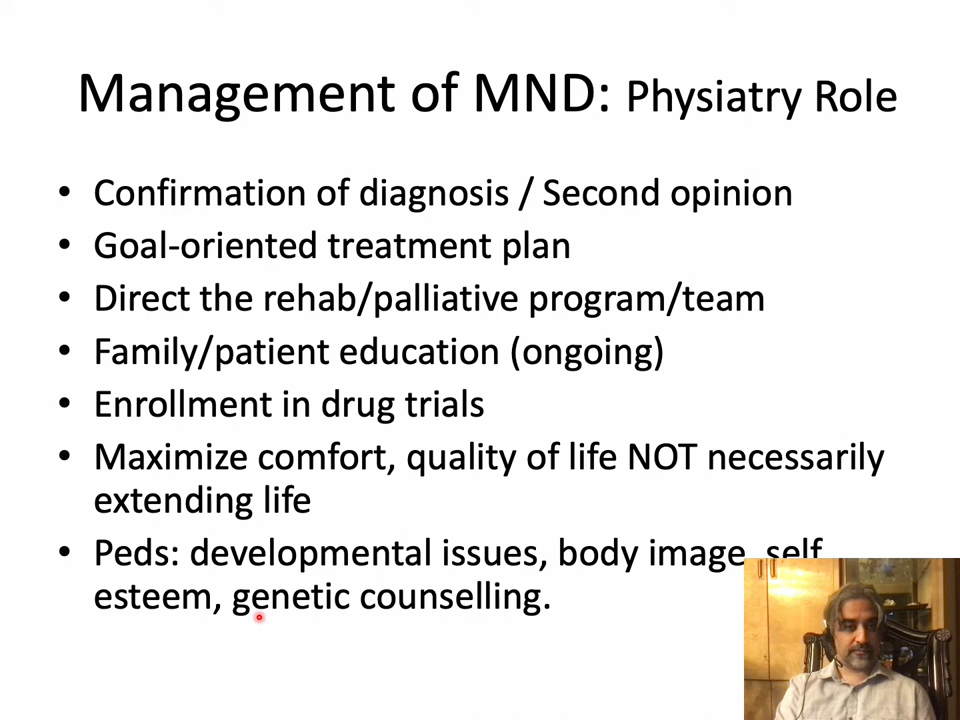 Management of MND: Physiatry Role
• Confirmation of diagnosis / Second opinion
• Goal-oriented treatment plan
• Direct the rehab/palliative program/team
• Family/patient education (ongoing)
• Enrollment in drug trials
• Maximize comfort, quality of life NOT necessarily
extending life
• Peds: developmental issues, body image, self
esteem, genetic counselling.